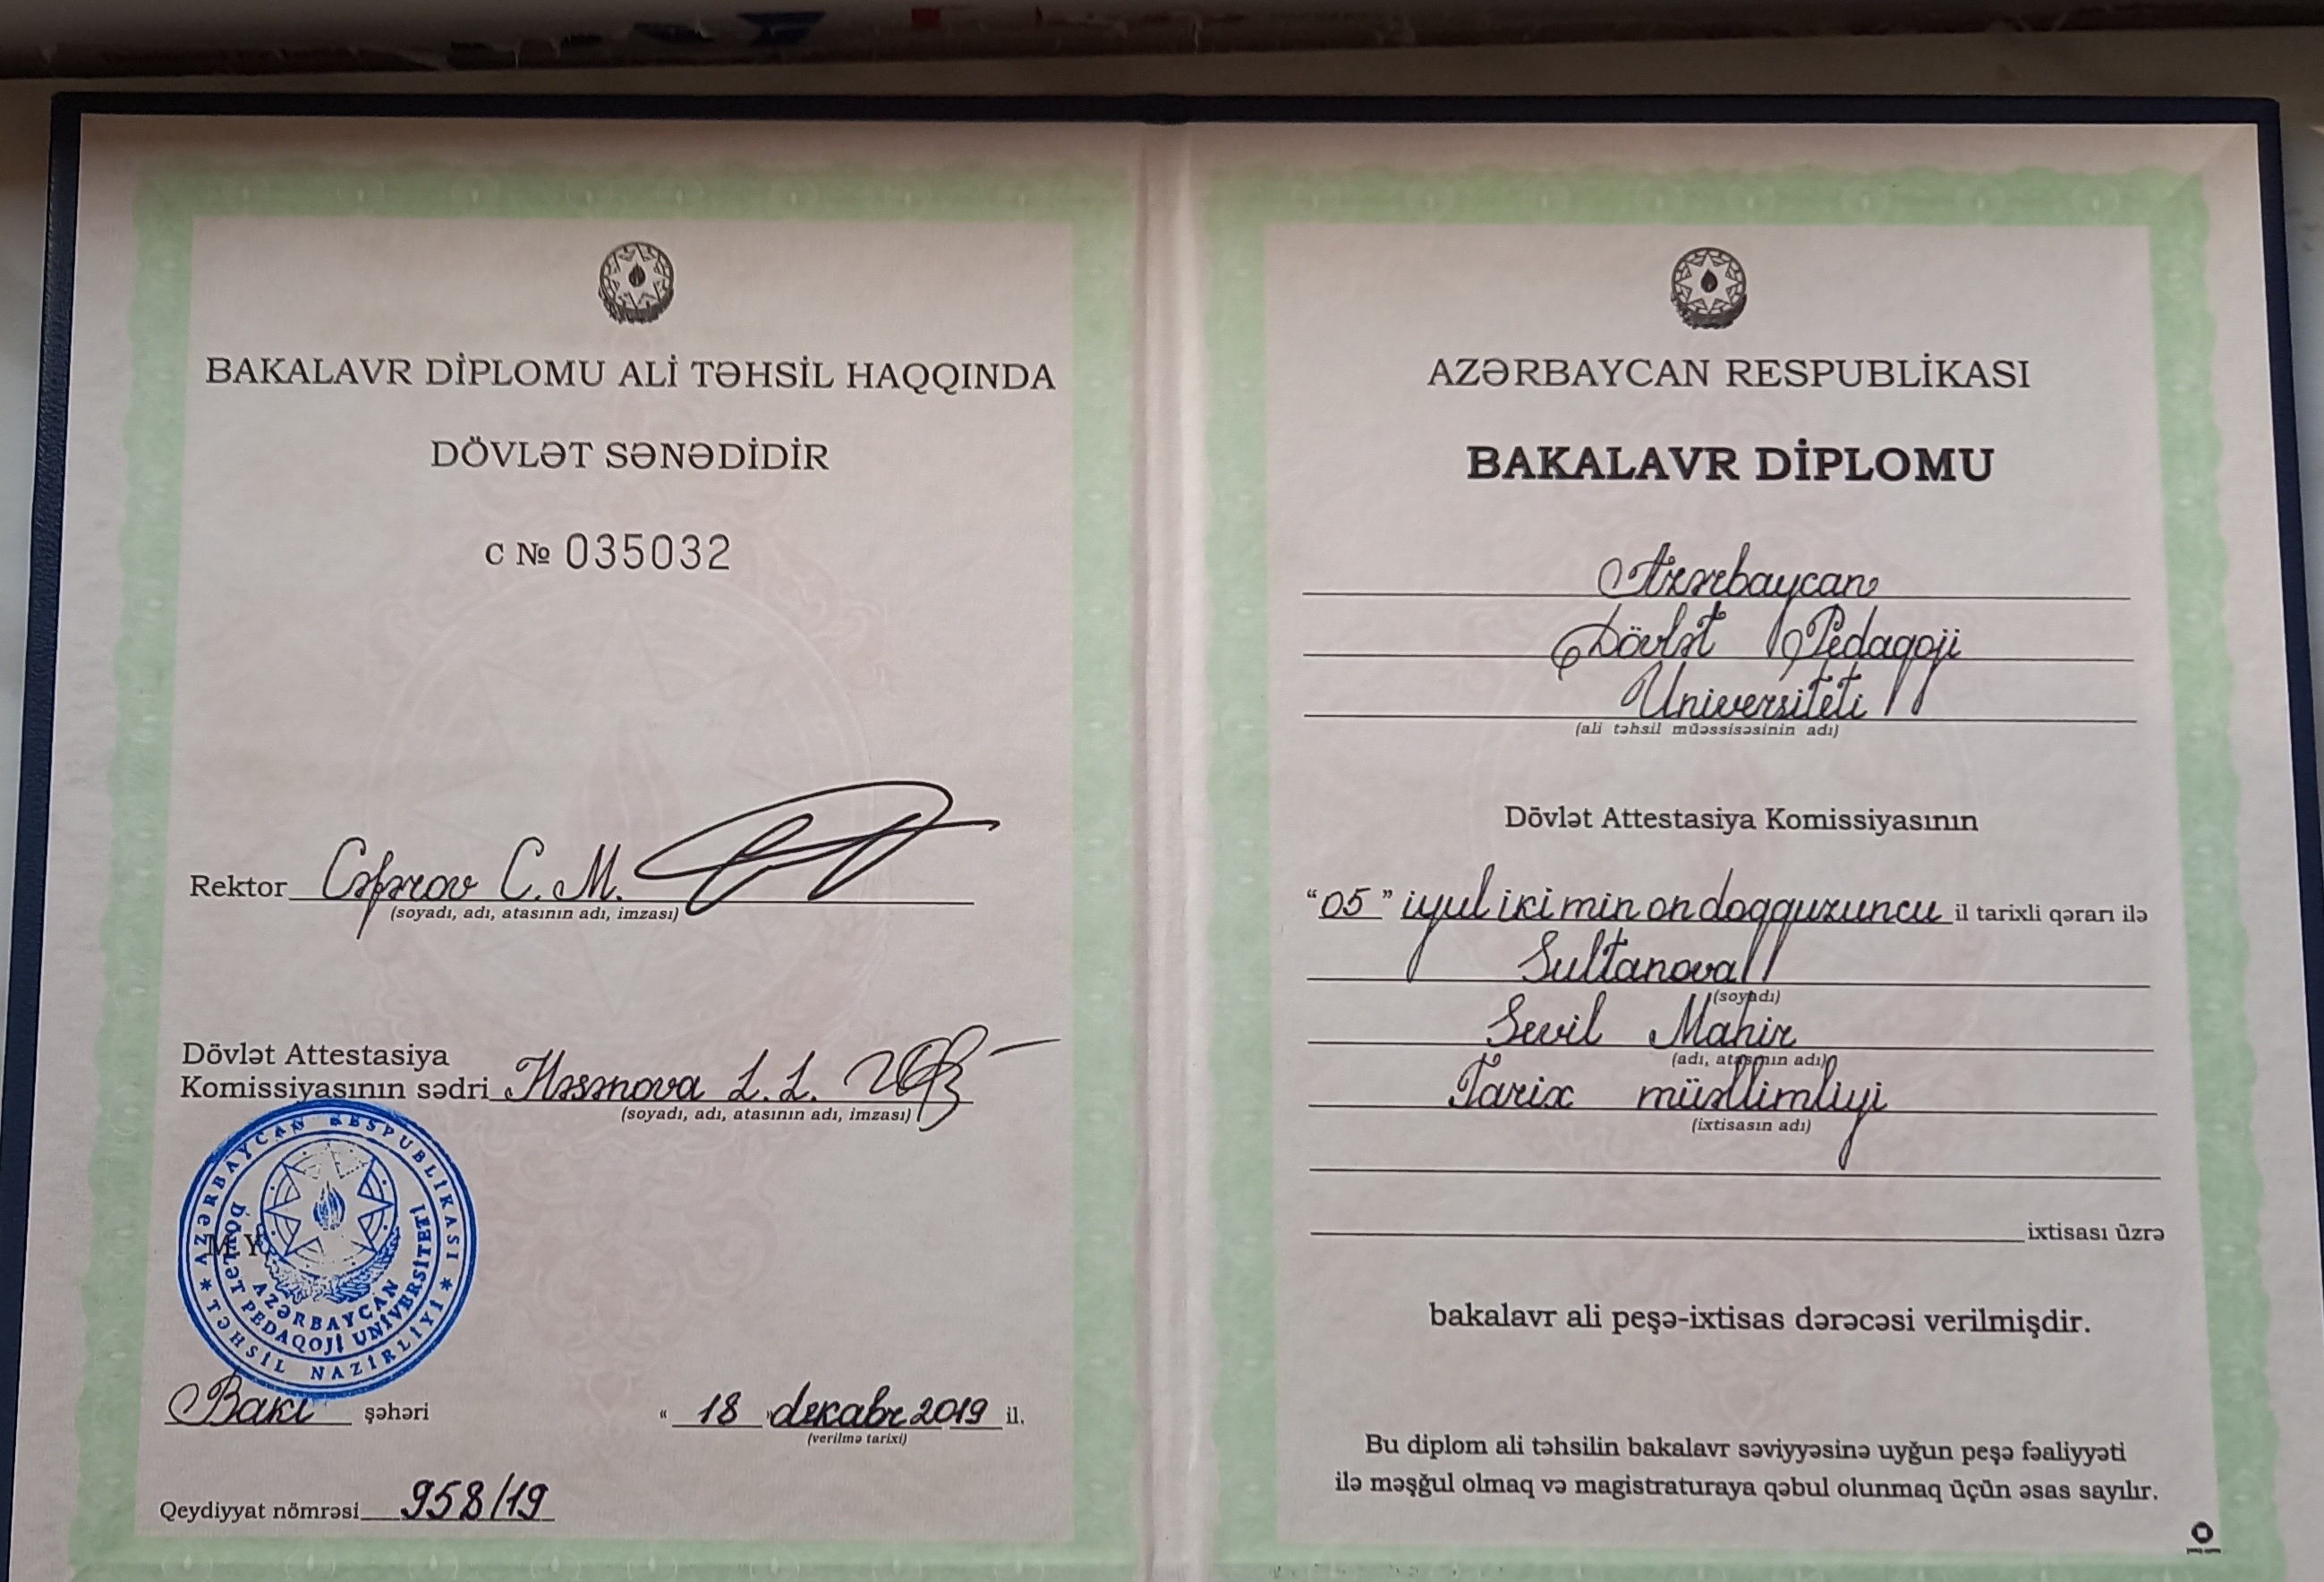 BAKALAVR DİPLOMU ALİ TƏHSİL HAQQINDA
DÖVLƏT SƏNƏDİDİR
C № 035032
Rektor Cəfərov C. M.
(soyadı, adı, atasının adı, imzası)
Dövlət Attestasiya
Komissiyasının sədri Həsənova L. L.
(soyadı, adı, atasının adı, imzası)
M.Y.
* AZƏRBAYCAN RESPUBLİKASI * TƏHSİL NAZİRLİYİ
AZƏRBAYCAN DÖVLƏT PEDAQOJİ UNİVERSİTETİ
Bakı şəhəri
" 18 " dekabr 2019 il.
(verilmə tarixi)
Qeydiyyat nömrəsi 958/19
AZƏRBAYCAN RESPUBLİKASI
BAKALAVR DİPLOMU
Azərbaycan
Dövlət Pedaqoji
Universiteti
(ali təhsil müəssisəsinin adı)
Dövlət Attestasiya Komissiyasının
"05" iyul iki min on doqquzuncu il tarixli qərarı ilə
Sultanova
(soyadı)
Sevil Mahir
(adı, atasının adı)
Tarix müəllimliyi
(ixtisasın adı)
ixtisası üzrə
bakalavr ali peşə-ixtisas dərəcəsi verilmişdir.
Bu diplom ali təhsilin bakalavr səviyyəsinə uyğun peşə fəaliyyəti
ilə məşğul olmaq və magistraturaya qəbul olunmaq üçün əsas sayılır.